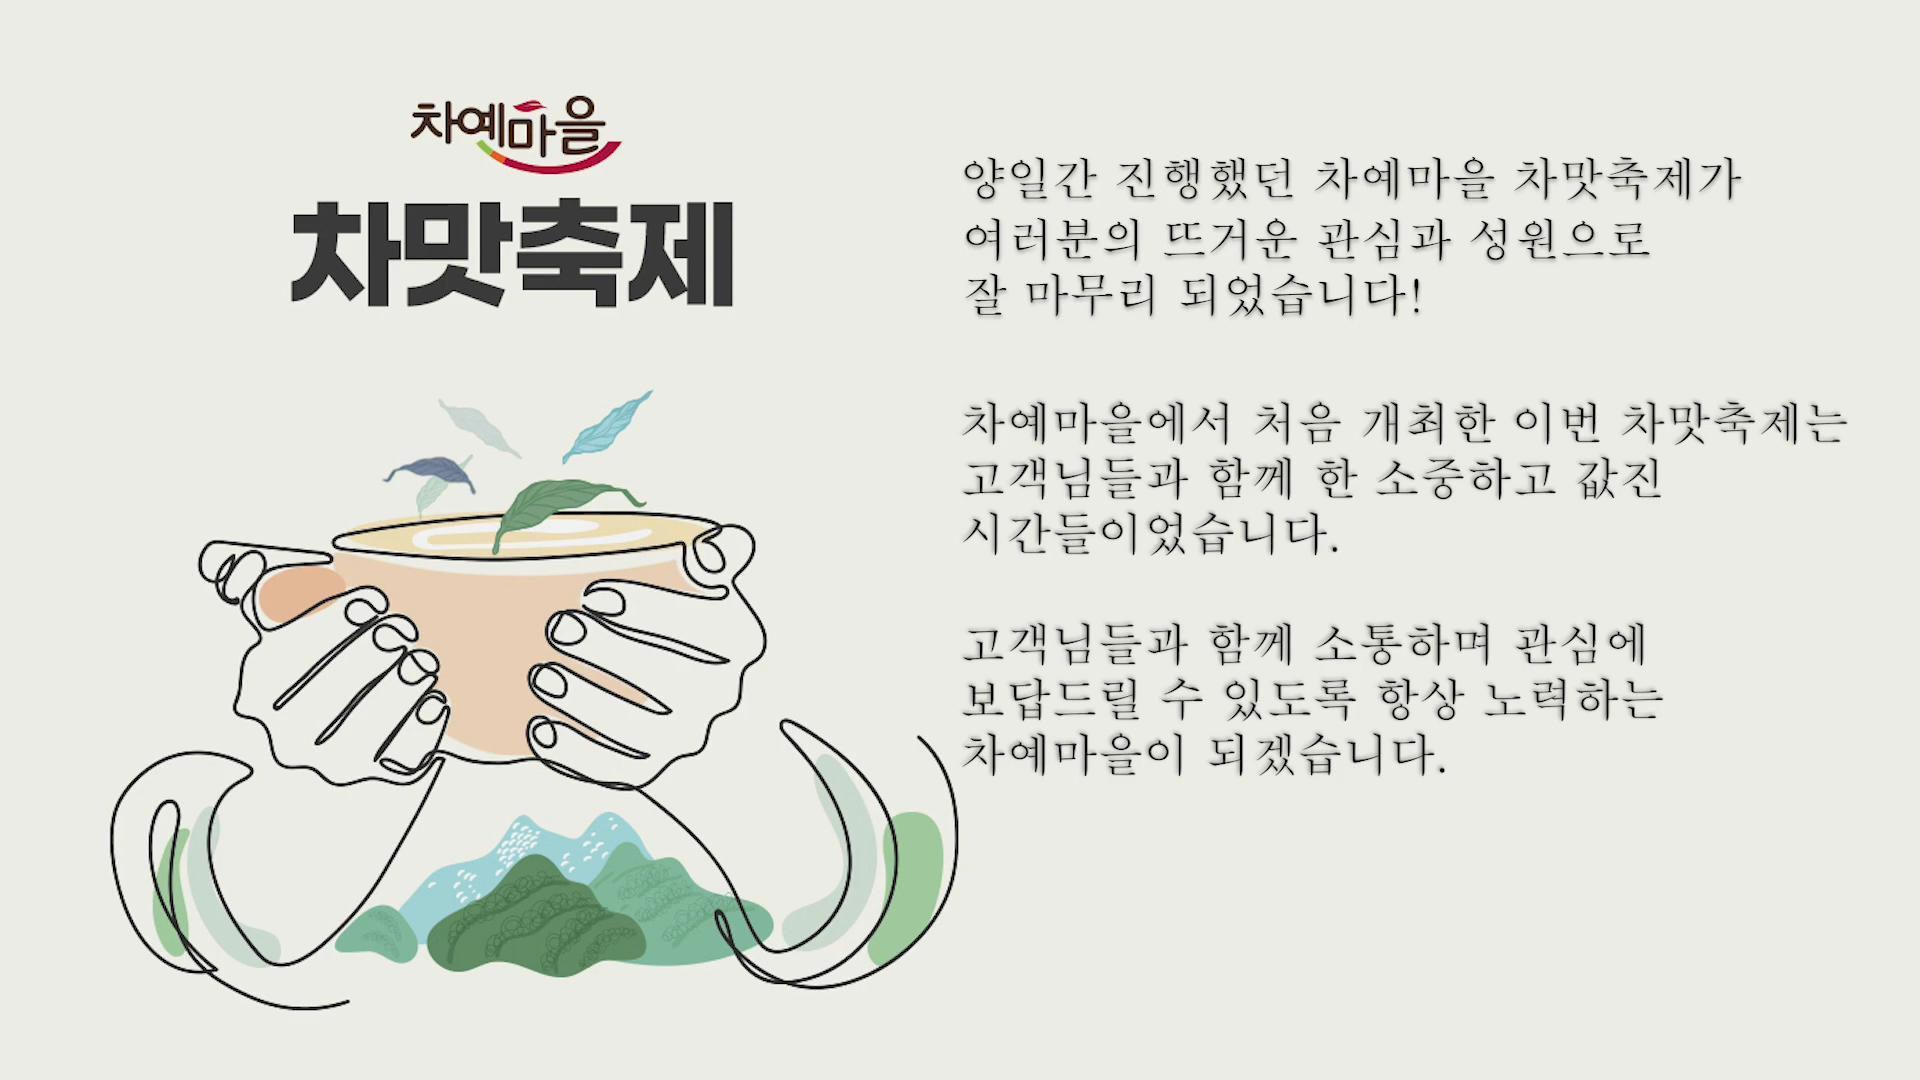 차예마을
차맛축제
양일간 진행했던 차예마을 차맛축제가
여러분의 뜨거운 관심과 성원으로
잘 마무리 되었습니다!
차예마을에서 처음 개최한 이번 차맛축제는
고객님들과 함께 한 소중하고 값진
시간들이었습니다.
고객님들과 함께 소통하며 관심에
보답드릴 수 있도록 항상 노력하는
차예마을이 되겠습니다.